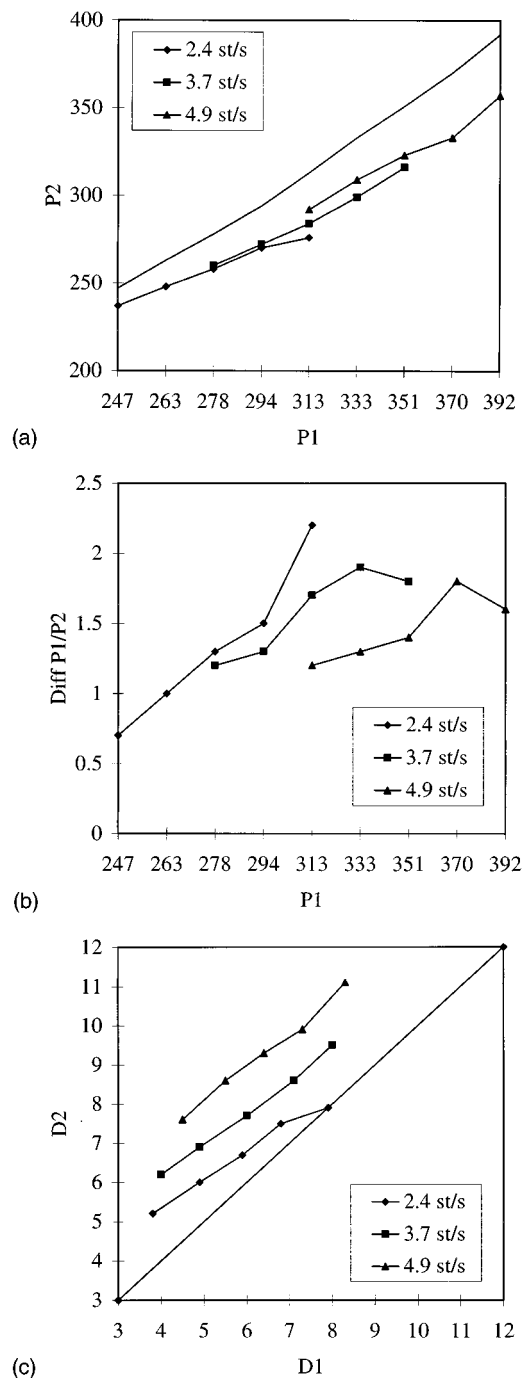 400
350
300
250
200
P2
2.4 st/s
3.7 st/s
4.9 st/s
247 263 278 294 313 333 351 370 392
P1
(a)
2.5
2
1.5
1
0.5
0
Diff P1/P2
2.4 st/s
3.7 st/s
4.9 st/s
247 263 278 294 313 333 351 370 392
P1
(b)
12
11
10
9
8
7
6
5
4
3
D2
2.4 st/s
3.7 st/s
4.9 st/s
3 4 5 6 7 8 9 10 11 12
D1
(c)